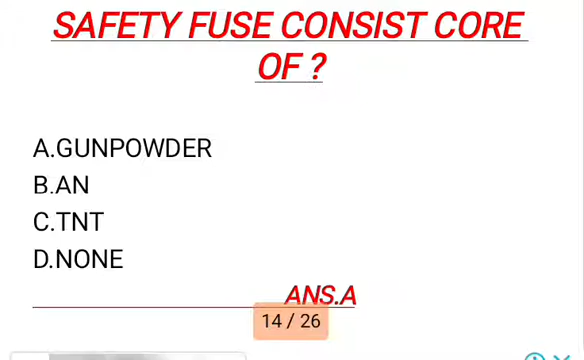 SAFETY FUSE CONSIST CORE
OF ?
A.GUNPOWDER
B.AN
C.TNT
D.NONE
ANS.A
14 / 26